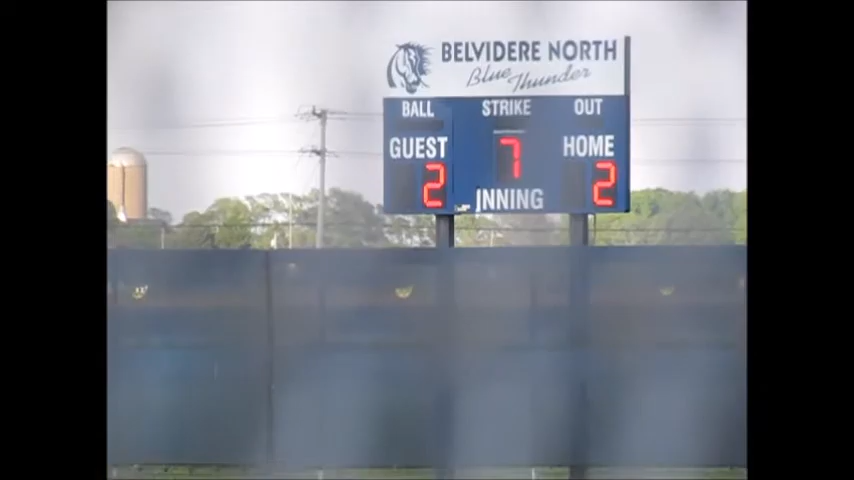 BELVIDERE NORTH
Blue Thunder
BALL STRIKE OUT
GUEST 7 HOME
2 INNING 2